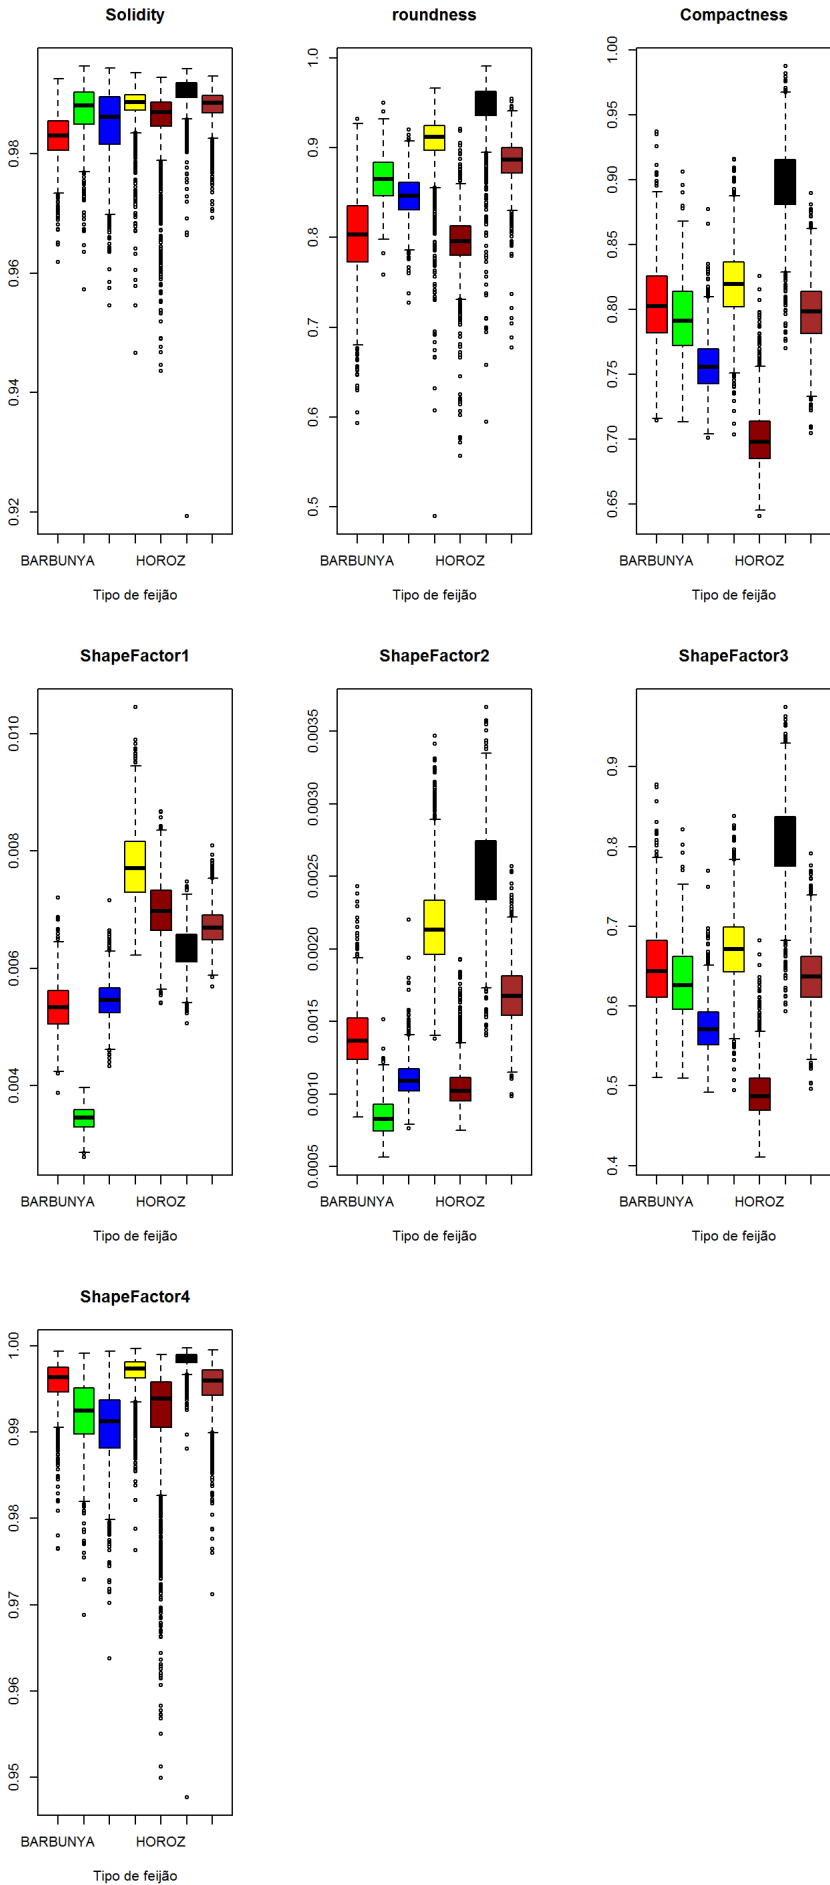 Solidity
0.98
0.96
0.94
0.92
BARBUNYA HOROZ
Tipo de feijão
roundness
1.0
0.9
0.8
0.7
0.6
0.5
BARBUNYA HOROZ
Tipo de feijão
Compactness
1.00
0.95
0.90
0.85
0.80
0.75
0.70
0.65
BARBUNYA HOROZ
Tipo de feijão
ShapeFactor1
0.010
0.008
0.006
0.004
BARBUNYA HOROZ
Tipo de feijão
ShapeFactor2
0.0035
0.0030
0.0025
0.0020
0.0015
0.0010
0.0005
BARBUNYA HOROZ
Tipo de feijão
ShapeFactor3
0.9
0.8
0.7
0.6
0.5
0.4
BARBUNYA HOROZ
Tipo de feijão
ShapeFactor4
1.00
0.99
0.98
0.97
0.96
0.95
BARBUNYA HOROZ
Tipo de feijão